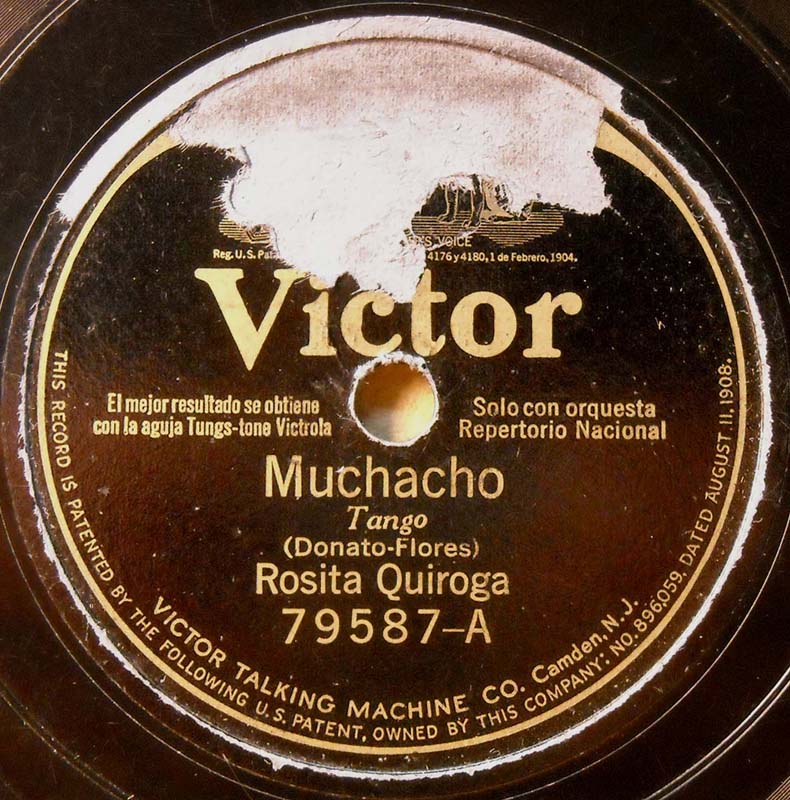 VOICE
Reg. U.S. Pat.
4176 y 4180, 1 de Febrero, 1904.
Victor
El mejor resultado se obtiene
con la aguja Tungs-tone Victrola
Solo con orquesta
Repertorio Nacional
Muchacho
Tango
(Donato-Flores)
Rosita Quiroga
79587–A
VICTOR TALKING MACHINE CO. Camden, N. J.
THIS RECORD IS PATENTED BY THE FOLLOWING U.S. PATENT, OWNED BY THIS COMPANY: NO. 896,059, DATED AUGUST 11, 1908.